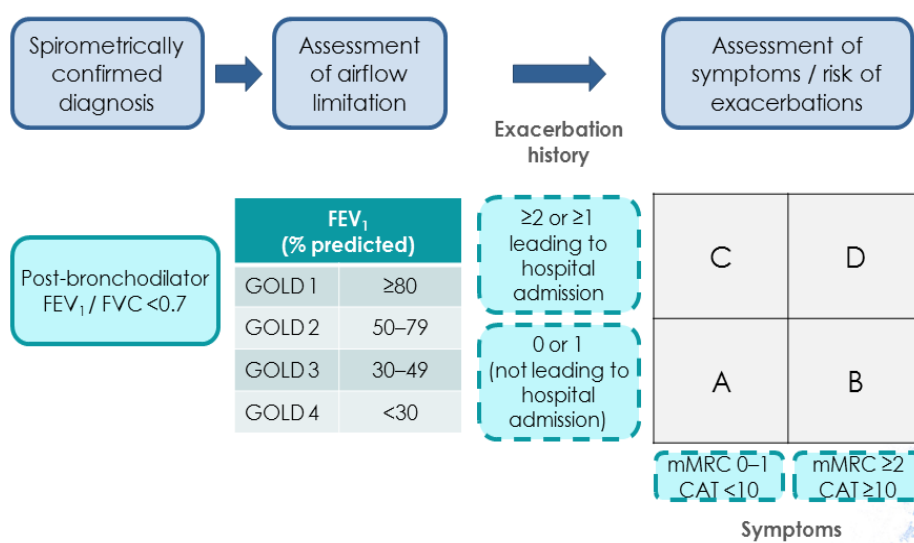 Spirometrically
confirmed
diagnosis
Assessment
of airflow
limitation
Assessment of
symptoms / risk of
exacerbations
Exacerbation
history
Post-bronchodilator
FEV₁ / FVC <0.7
FEV₁
(% predicted)
GOLD 1 ≥80
GOLD 2 50–79
GOLD 3 30–49
GOLD 4 <30
≥2 or ≥1
leading to
hospital
admission
0 or 1
(not leading to
hospital
admission)
C D
A B
mMRC 0–1
CAT <10
mMRC ≥2
CAT ≥10
Symptoms